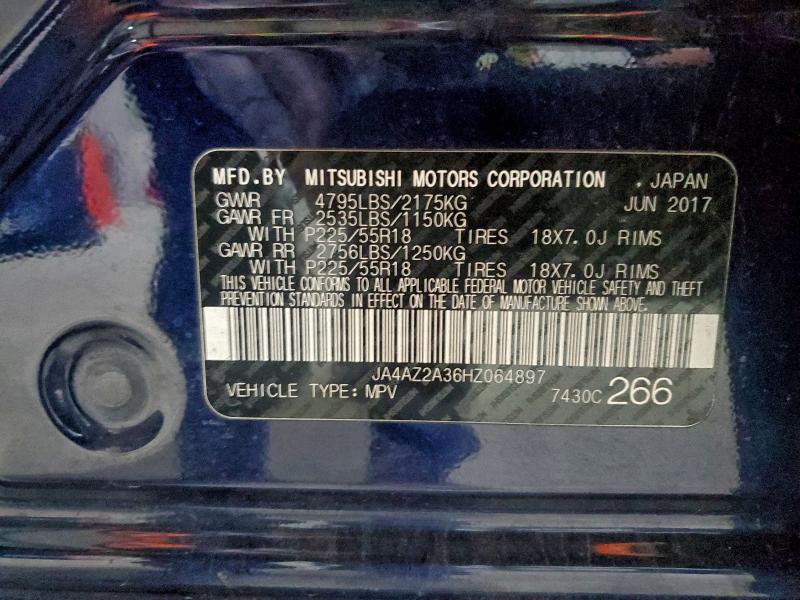 MFD.BY MITSUBISHI MOTORS CORPORATION . JAPAN
GVWR 4795LBS/2175KG JUN 2017
GAWR FR 2535LBS/1150KG
WITH P225/55R18 TIRES 18X7.0J RIMS
GAWR RR 2756LBS/1250KG
WITH P225/55R18 TIRES 18X7.0J RIMS
THIS VEHICLE CONFORMS TO ALL APPLICABLE FEDERAL MOTOR VEHICLE SAFETY AND THEFT
PREVENTION STANDARDS IN EFFECT ON THE DATE OF MANUFACTURE SHOWN ABOVE.
JA4AZ2A36HZ064897
VEHICLE TYPE: MPV 7430C 266